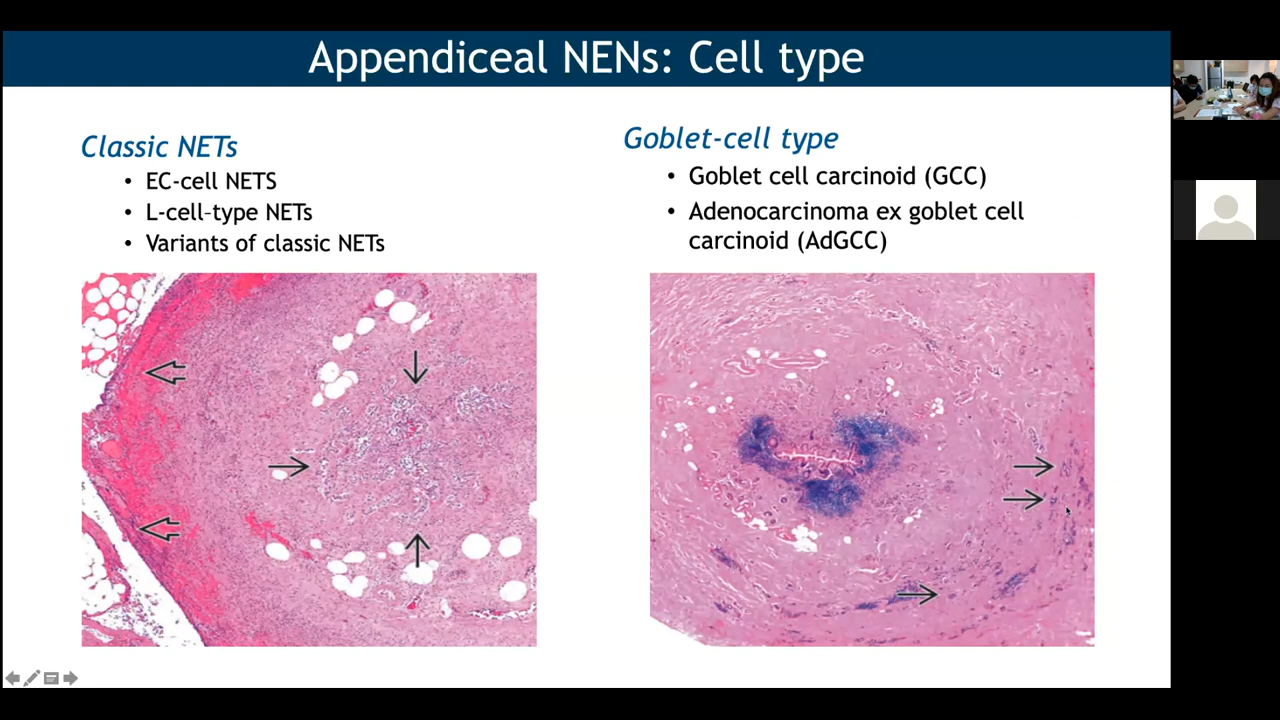 Appendiceal NENs: Cell type
Classic NETs
• EC-cell NETS
• L-cell-type NETs
• Variants of classic NETs
Goblet-cell type
• Goblet cell carcinoid (GCC)
• Adenocarcinoma ex goblet cell
carcinoid (AdGCC)